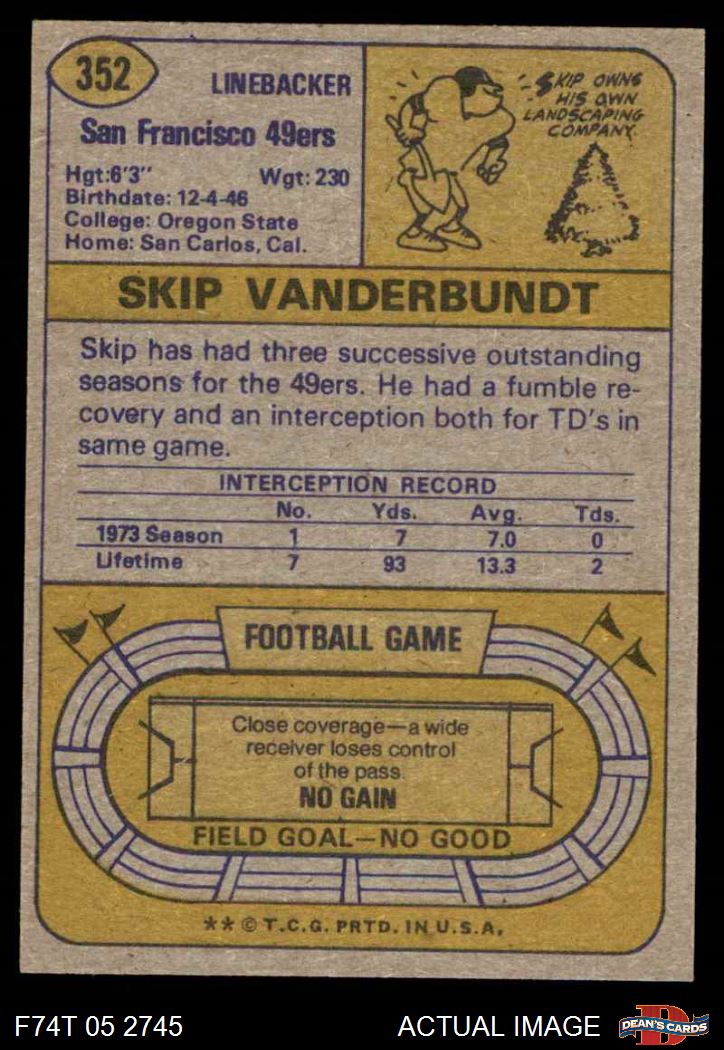 352
LINEBACKER
San Francisco 49ers
Hgt:6'3" Wgt: 230
Birthdate: 12-4-46
College: Oregon State
Home: San Carlos, Cal.
SKIP OWNS
HIS OWN
LANDSCAPING
COMPANY.
SKIP VANDERBUNDT
Skip has had three successive outstanding
seasons for the 49ers. He had a fumble re-
covery and an interception both for TD's in
same game.
INTERCEPTION RECORD
No. Yds. Avg. Tds.
1973 Season 1 7 7.0 0
Lifetime 7 93 13.3 2
FOOTBALL GAME
Close coverage—a wide
receiver loses control
of the pass.
NO GAIN
FIELD GOAL—NO GOOD
** © T.C.G. PRTD. IN U.S.A.
F74T 05 2745 ACTUAL IMAGE DEAN'S CARDS